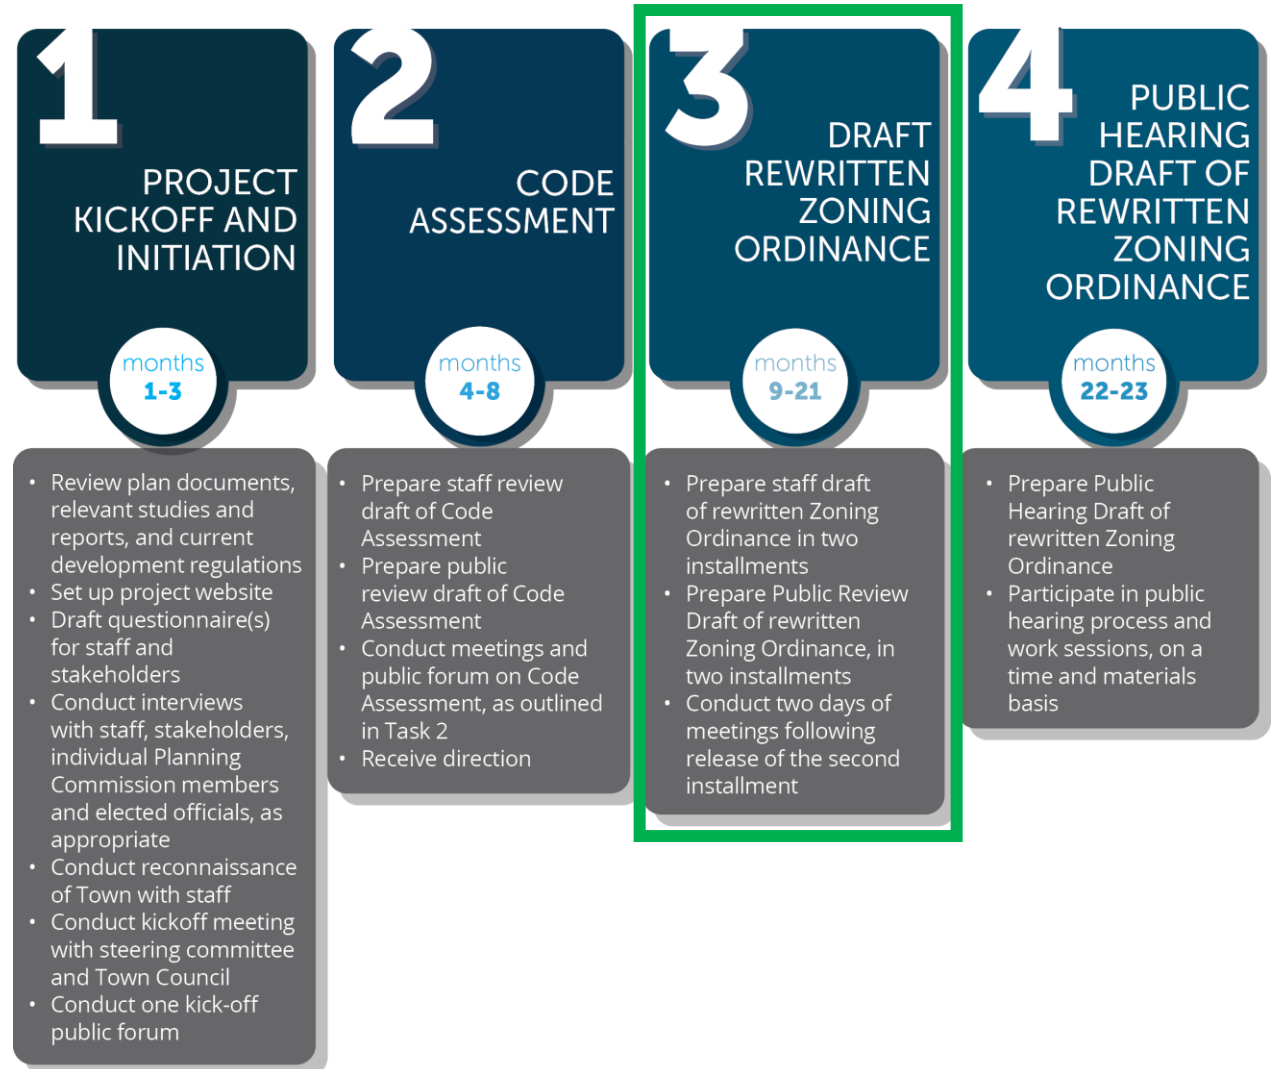 1
PROJECT
KICKOFF AND
INITIATION
months
1-3
• Review plan documents,
relevant studies and
reports, and current
development regulations
• Set up project website
• Draft questionnaire(s)
for staff and
stakeholders
• Conduct interviews
with staff, stakeholders,
individual Planning
Commission members
and elected officials, as
appropriate
• Conduct reconnaissance
of Town with staff
• Conduct kickoff meeting
with steering committee
and Town Council
• Conduct one kick-off
public forum
2
CODE
ASSESSMENT
months
4-8
• Prepare staff review
draft of Code
Assessment
• Prepare public
review draft of Code
Assessment
• Conduct meetings and
public forum on Code
Assessment, as outlined
in Task 2
• Receive direction
3
DRAFT
REWRITTEN
ZONING
ORDINANCE
months
9-21
• Prepare staff draft
of rewritten Zoning
Ordinance in two
installments
• Prepare Public Review
Draft of rewritten
Zoning Ordinance, in
two installments
• Conduct two days of
meetings following
release of the second
installment
4
PUBLIC
HEARING
DRAFT OF
REWRITTEN
ZONING
ORDINANCE
months
22-23
• Prepare Public
Hearing Draft of
rewritten Zoning
Ordinance
• Participate in public
hearing process and
work sessions, on a
time and materials
basis